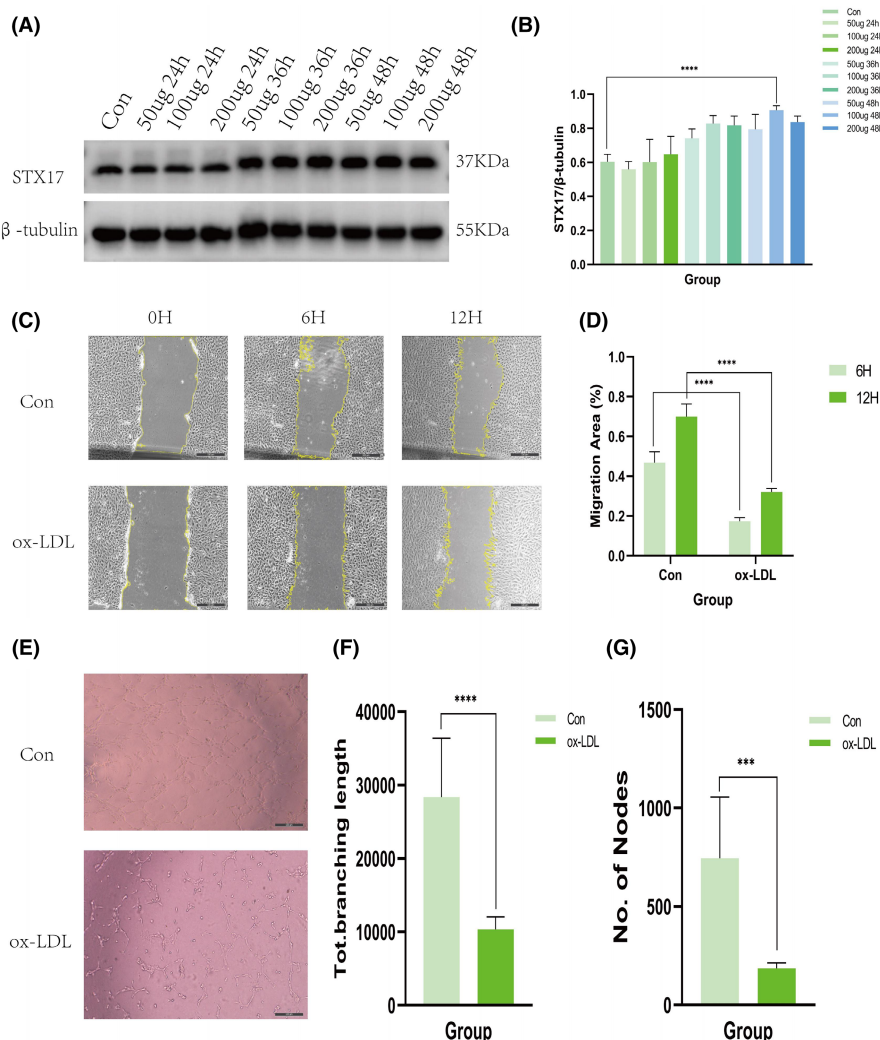 (A)
Con
50ug 24h
100ug 24h
200ug 24h
50ug 36h
100ug 36h
200ug 36h
50ug 48h
100ug 48h
200ug 48h
STX17
37KDa
β -tubulin
55KDa
(B)
STX17/β-tubulin
1.0
0.8
0.6
0.4
0.2
0.0
****
Group
Con
50ug 24h
100ug 24h
200ug 24h
50ug 36h
100ug 36h
200ug 36h
50ug 48h
100ug 48h
200ug 48h
(C)
0H 6H 12H
Con
ox-LDL
(D)
Migration Area (%)
1.0
0.8
0.6
0.4
0.2
0.0
****
****
Con ox-LDL
Group
6H
12H
(E)
Con
ox-LDL
(F)
Tot.branching length
40000
30000
20000
10000
0
****
Group
Con
ox-LDL
(G)
No. of Nodes
1500
1000
500
0
***
Group
Con
ox-LDL